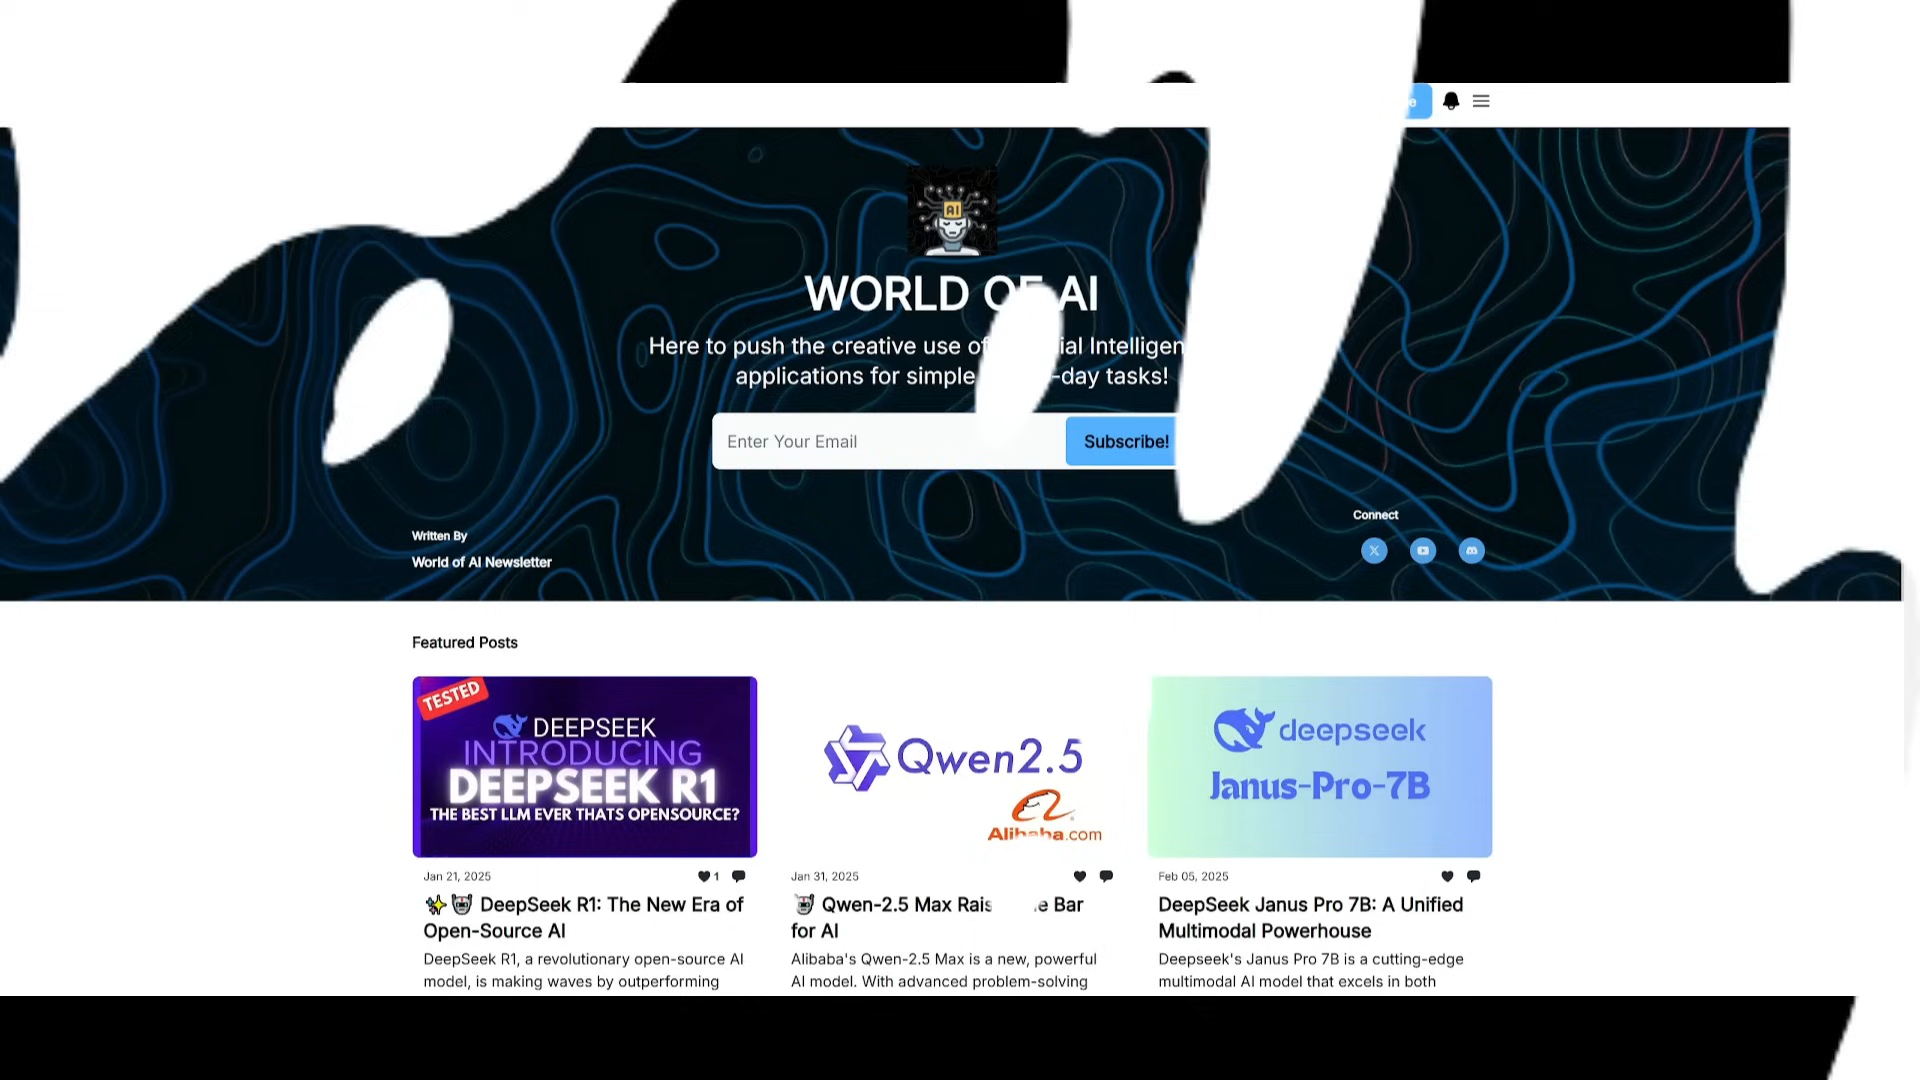 AI
WORLD OF AI
Here to push the creative use of
applications for simple -day tasks!
Enter Your Email
Subscribe!
Written By
World of AI Newsletter
Connect
Featured Posts
TESTED
DEEPSEEK
INTRODUCING
DEEPSEEK R1
THE BEST LLM EVER THATS OPENSOURCE?
Jan 21, 2025
1
DeepSeek R1: The New Era of
Open-Source AI
DeepSeek R1, a revolutionary open-source AI
model, is making waves by outperforming
Qwen2.5
Alibaba.com
Jan 31, 2025
Qwen-2.5 Max Bar
for AI
Alibaba's Qwen-2.5 Max is a new, powerful
AI model. With advanced problem-solving
deepseek
Janus-Pro-7B
Feb 05, 2025
DeepSeek Janus Pro 7B: A Unified
Multimodal Powerhouse
Deepseek's Janus Pro 7B is a cutting-edge
multimodal AI model that excels in both